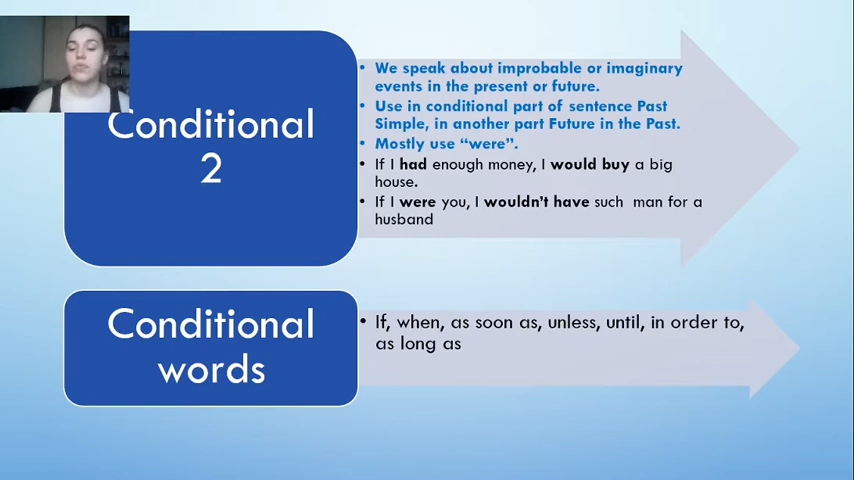 Conditional
2
We speak about improbable or imaginary
events in the present or future.
Use in conditional part of sentence Past
Simple, in another part Future in the Past.
Mostly use “were”.
If I had enough money, I would buy a big
house.
If I were you, I wouldn’t have such man for a
husband
Conditional
words
If, when, as soon as, unless, until, in order to,
as long as